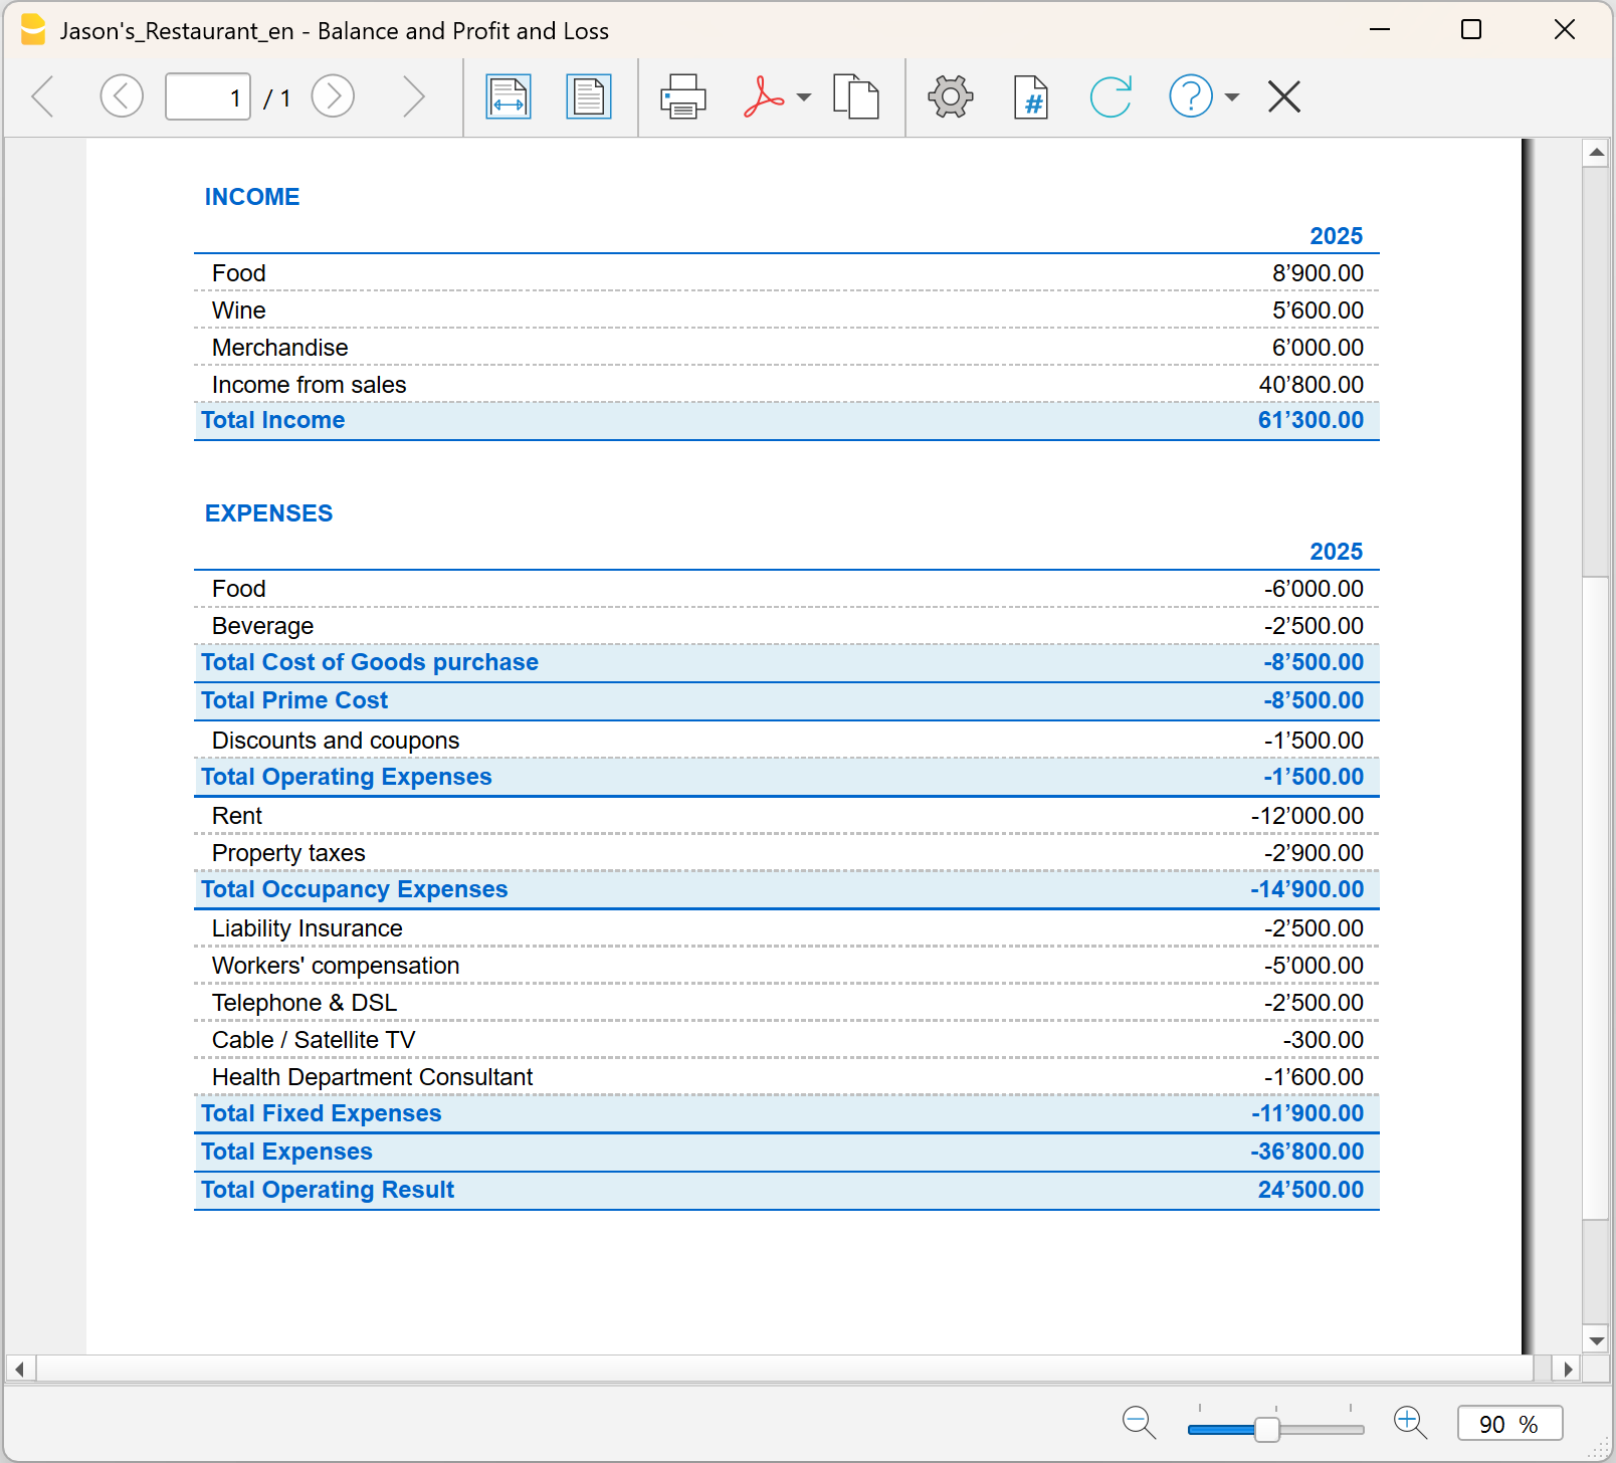 Jason's_Restaurant_en - Balance and Profit and Loss
1 / 1
#
?
INCOME
2025
Food 8’900.00
Wine 5’600.00
Merchandise 6’000.00
Income from sales 40’800.00
Total Income 61’300.00
EXPENSES
2025
Food -6’000.00
Beverage -2’500.00
Total Cost of Goods purchase -8’500.00
Total Prime Cost -8’500.00
Discounts and coupons -1’500.00
Total Operating Expenses -1’500.00
Rent -12’000.00
Property taxes -2’900.00
Total Occupancy Expenses -14’900.00
Liability Insurance -2’500.00
Workers' compensation -5’000.00
Telephone & DSL -2’500.00
Cable / Satellite TV -300.00
Health Department Consultant -1’600.00
Total Fixed Expenses -11’900.00
Total Expenses -36’800.00
Total Operating Result 24’500.00
90 %